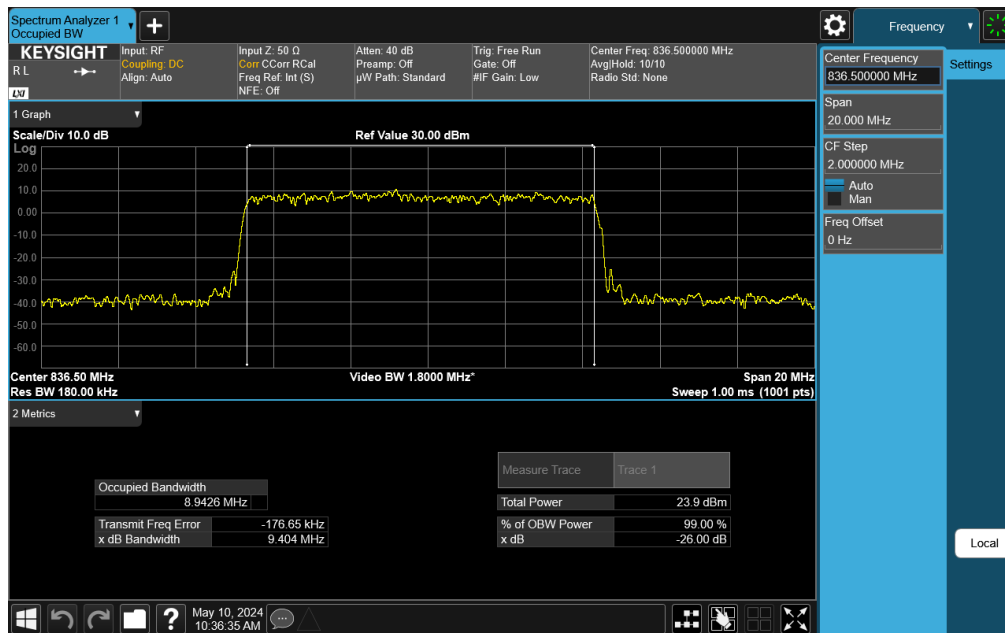 Spectrum Analyzer 1
Occupied BW
Frequency
KEYSIGHT
R L
LXI
Input: RF
Coupling: DC
Align: Auto
Input Z: 50 Ω
Corr CCorr RCal
Freq Ref: Int (S)
NFE: Off
Atten: 40 dB
Preamp: Off
µW Path: Standard
Trig: Free Run
Gate: Off
#IF Gain: Low
Center Freq: 836.500000 MHz
Avg|Hold: 10/10
Radio Std: None
Center Frequency
836.500000 MHz
Settings
Span
20.000 MHz
CF Step
2.000000 MHz
Auto
Man
Freq Offset
0 Hz
1 Graph
Scale/Div 10.0 dB
Ref Value 30.00 dBm
Log
20.0
10.0
0.00
-10.0
-20.0
-30.0
-40.0
-50.0
-60.0
Center 836.50 MHz
Video BW 1.8000 MHz*
Span 20 MHz
Res BW 180.00 kHz
Sweep 1.00 ms (1001 pts)
2 Metrics
Measure Trace
Trace 1
Occupied Bandwidth
8.9426 MHz
Total Power
23.9 dBm
Transmit Freq Error
-176.65 kHz
% of OBW Power
99.00 %
x dB Bandwidth
9.404 MHz
x dB
-26.00 dB
Local
?
May 10, 2024
10:36:35 AM